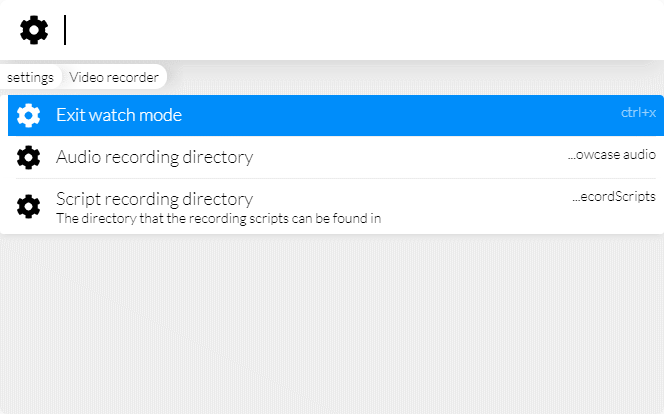 settings Video recorder
Exit watch mode ctrl+x
Audio recording directory ...owcase audio
Script recording directory ...ecordScripts
The directory that the recording scripts can be found in